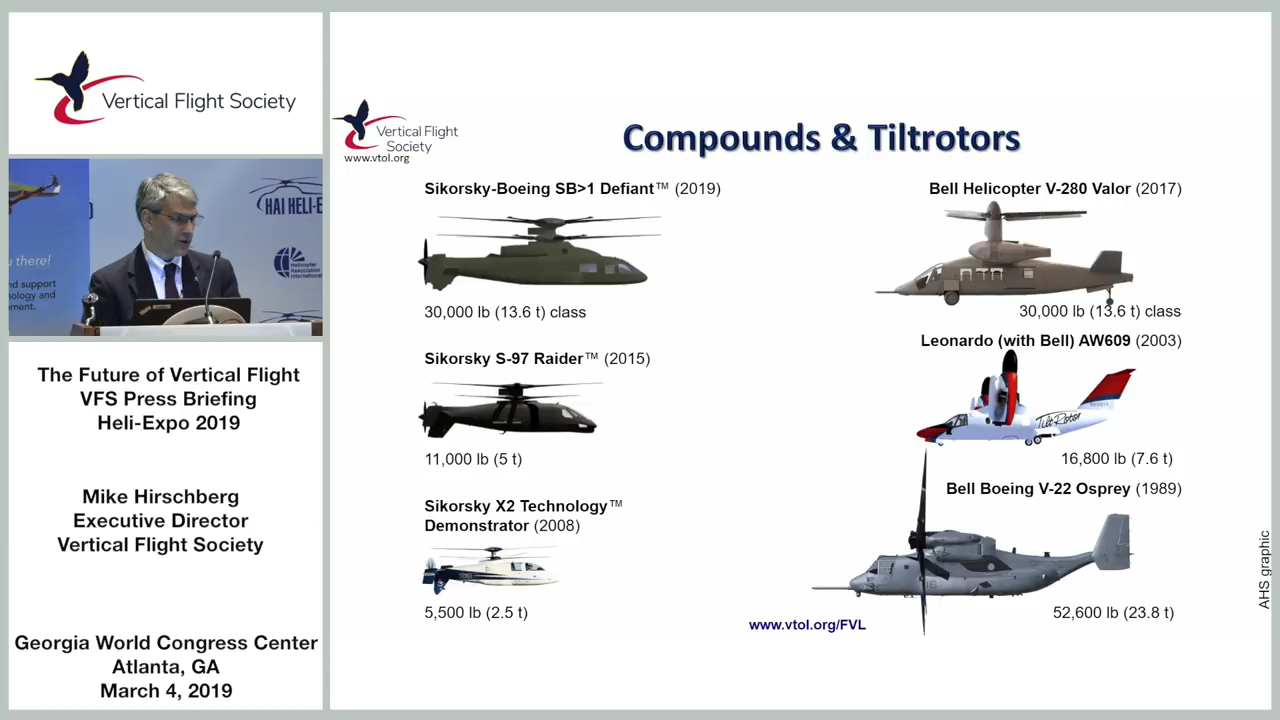 Vertical Flight Society
u there!
nd support
ology and
ment.
HAI HELI-E
Helicopter
Association
International
The Future of Vertical Flight
VFS Press Briefing
Heli-Expo 2019
Mike Hirschberg
Executive Director
Vertical Flight Society
Georgia World Congress Center
Atlanta, GA
March 4, 2019
Vertical Flight
Society
www.vtol.org
Compounds & Tiltrotors
Sikorsky-Boeing SB>1 Defiant™ (2019)
30,000 lb (13.6 t) class
Sikorsky S-97 Raider™ (2015)
11,000 lb (5 t)
Sikorsky X2 Technology™
Demonstrator (2008)
5,500 lb (2.5 t)
Bell Helicopter V-280 Valor (2017)
30,000 lb (13.6 t) class
Leonardo (with Bell) AW609 (2003)
Tilt-Rotor
16,800 lb (7.6 t)
Bell Boeing V-22 Osprey (1989)
52,600 lb (23.8 t)
www.vtol.org/FVL
AHS graphic